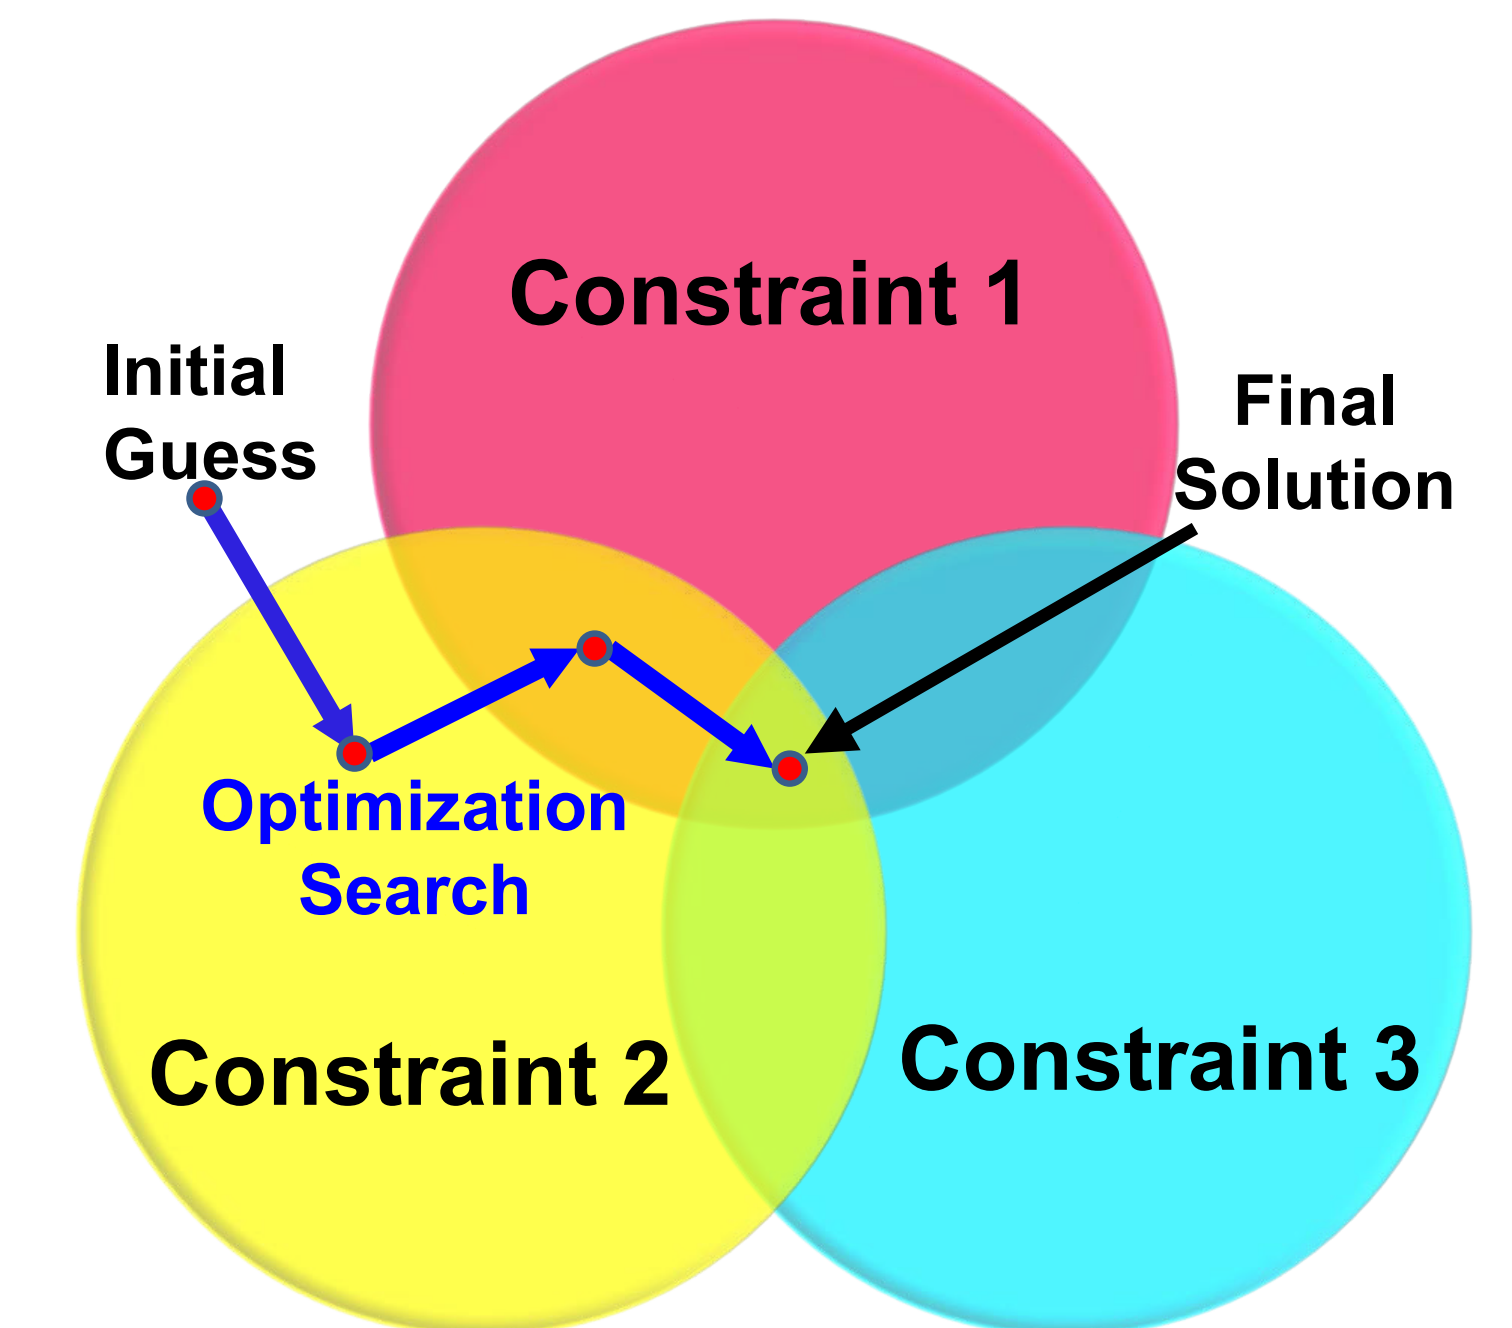 Constraint 1
Initial
Guess
Final
Solution
Optimization
Search
Constraint 2
Constraint 3